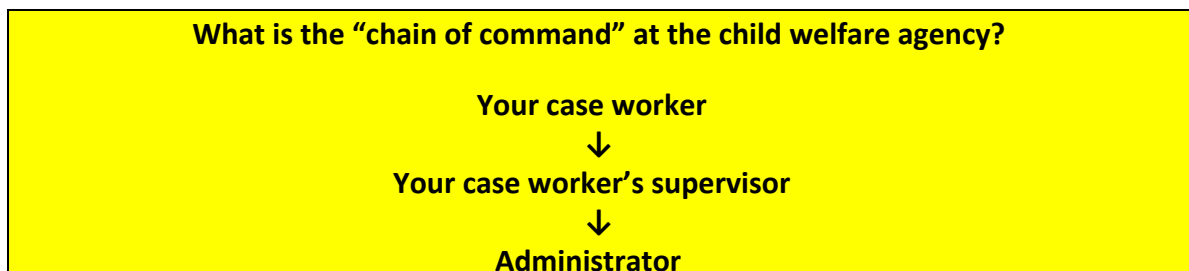 What is the “chain of command” at the child welfare agency?
Your case worker
↓
Your case worker’s supervisor
↓
Administrator